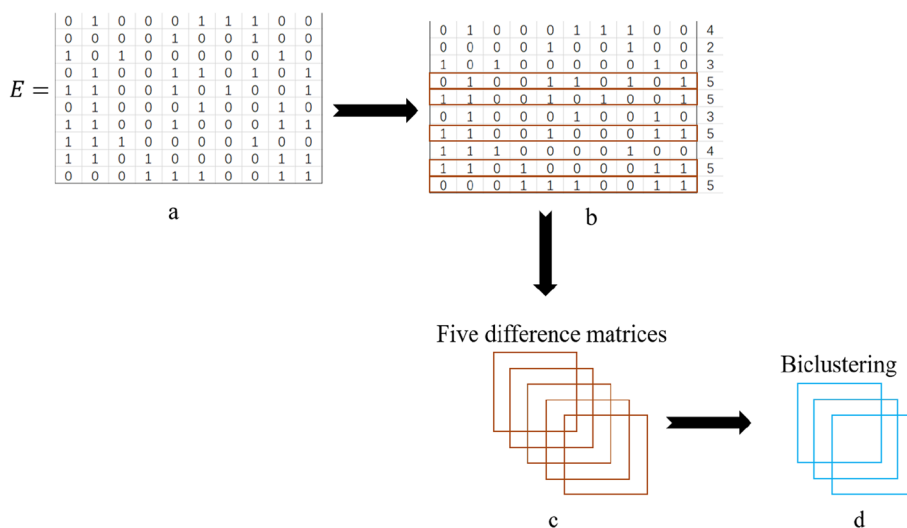 E =
0 1 0 0 0 1 1 1 0 0
0 0 0 0 1 0 0 1 0 0
1 0 1 0 0 0 0 0 1 0
0 1 0 0 1 1 0 1 0 1
1 1 0 0 1 0 1 0 0 1
0 1 0 0 0 1 0 0 1 0
1 1 0 0 1 0 0 0 1 1
1 1 1 0 0 0 0 1 0 0
1 1 0 1 0 0 0 0 1 1
0 0 0 1 1 1 0 0 1 1
a
0 1 0 0 0 1 1 1 0 0 4
0 0 0 0 1 0 0 1 0 0 2
1 0 1 0 0 0 0 0 1 0 3
0 1 0 0 1 1 0 1 0 1 5
1 1 0 0 1 0 1 0 0 1 5
0 1 0 0 0 1 0 0 1 0 3
1 1 0 0 1 0 0 0 1 1 5
1 1 1 0 0 0 0 1 0 0 4
1 1 0 1 0 0 0 0 1 1 5
0 0 0 1 1 1 0 0 1 1 5
b
Five difference matrices
c
Biclustering
d